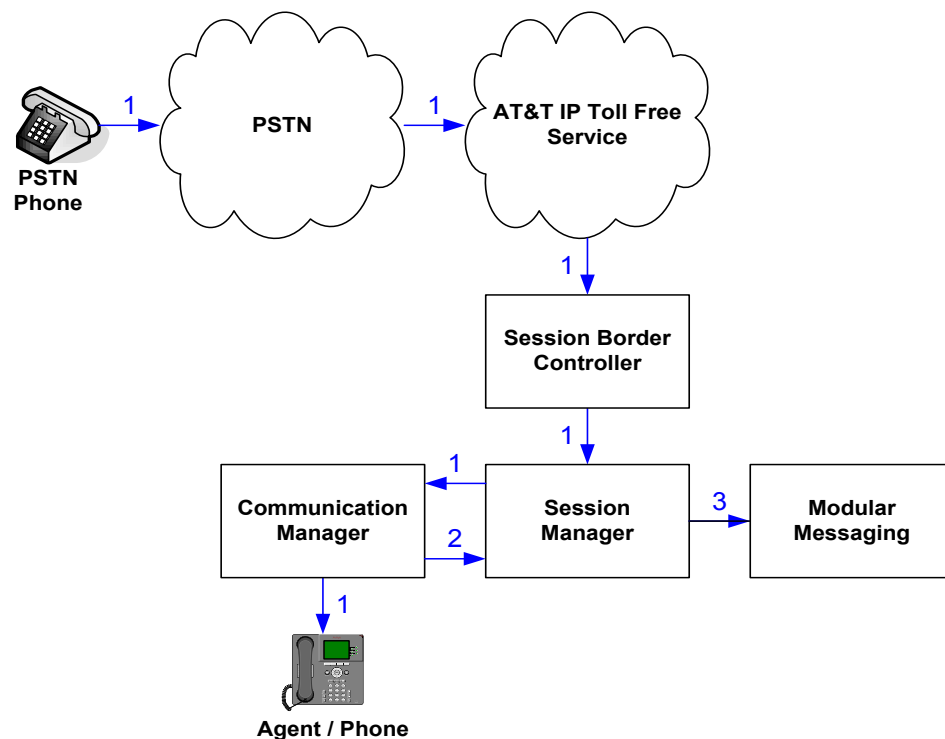 1
1
PSTN
AT&T IP Toll Free
Service
PSTN
Phone
1
Session Border
Controller
1
1
Communication
Manager
2
Session
Manager
3
Modular
Messaging
1
Agent / Phone